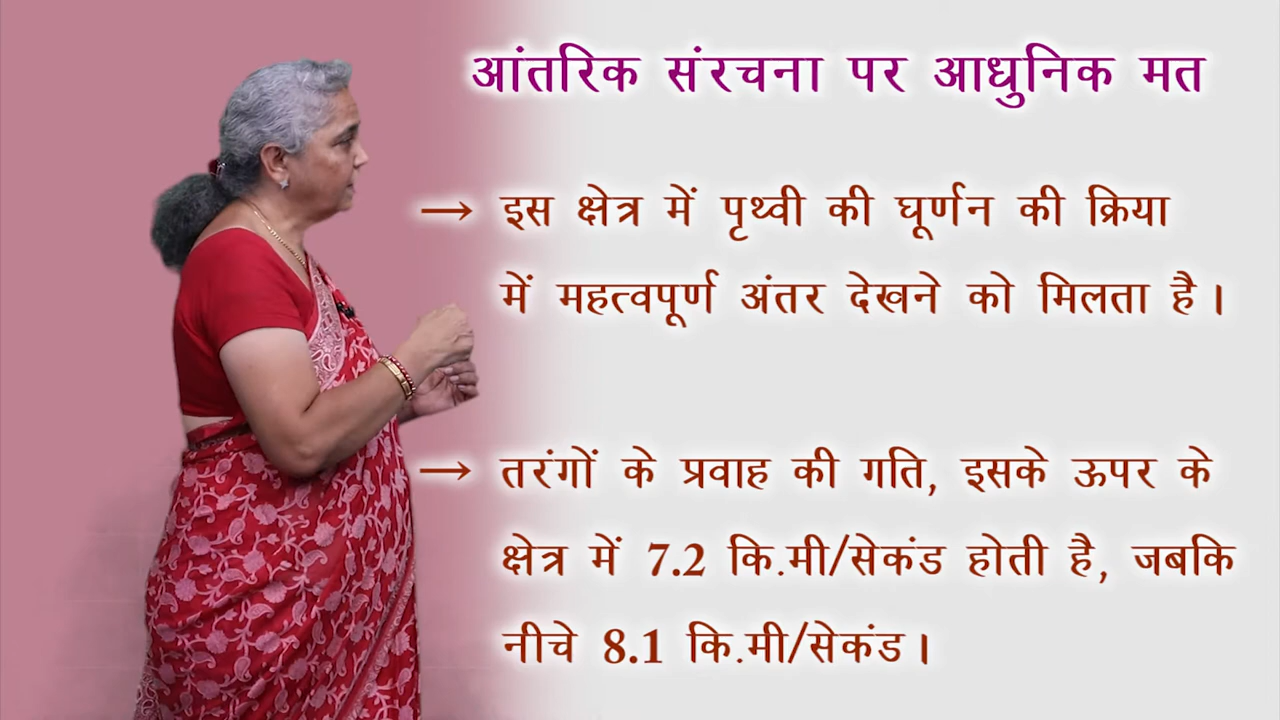 आंतरिक संरचना पर आधुनिक मत
→ इस क्षेत्र में पृथ्वी की घूर्णन की क्रिया
में महत्वपूर्ण अंतर देखने को मिलता है।
→ तरंगों के प्रवाह की गति, इसके ऊपर के
क्षेत्र में 7.2 कि.मी/सेकंड होती है, जबकि
नीचे 8.1 कि.मी/सेकंड।